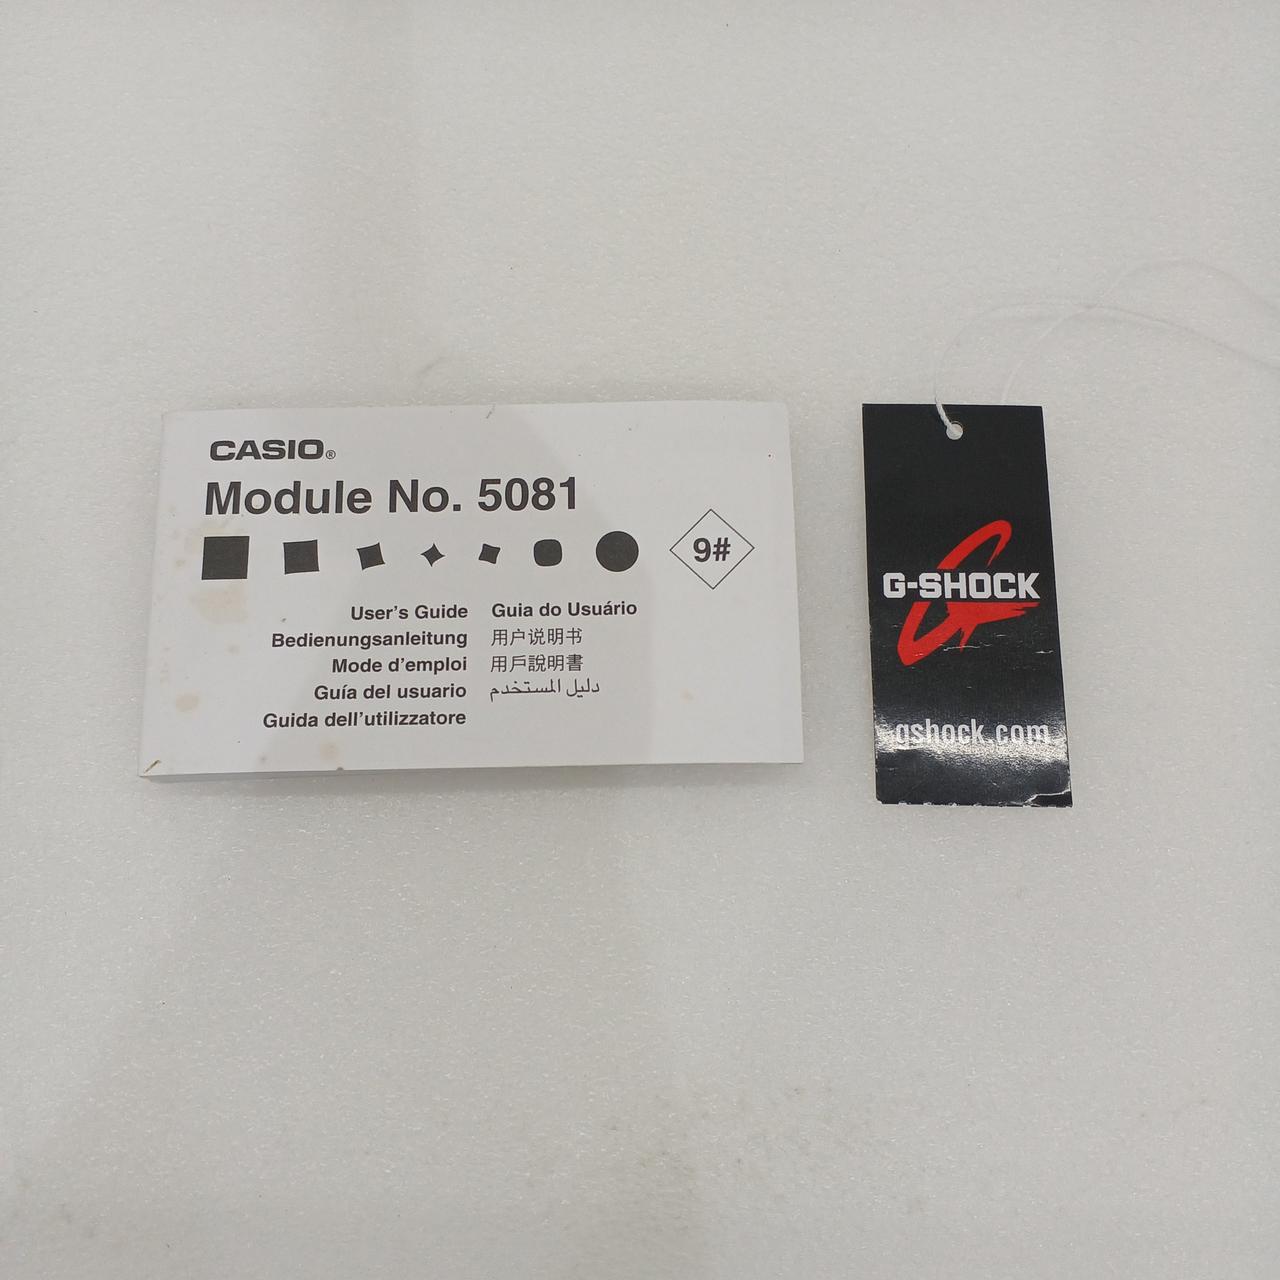 CASIO®
Module No. 5081
9#
User's Guide
Bedienungsanleitung
Mode d'emploi
Guía del usuario
Guida dell'utilizzatore
Guia do Usuário
用户说明书
用戶說明書
دليل المستخدم
G-SHOCK
gshock.com